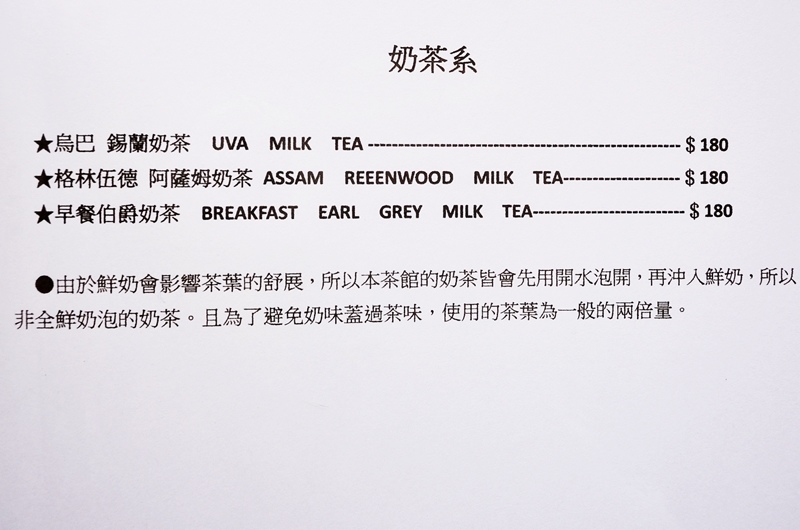 奶茶系
★烏巴 錫蘭奶茶 UVA MILK TEA ---------------------------------------------------- $ 180
★格林伍德 阿薩姆奶茶 ASSAM REEENWOOD MILK TEA-------------------- $ 180
★早餐伯爵奶茶 BREAKFAST EARL GREY MILK TEA-------------------------- $ 180
●由於鮮奶會影響茶葉的舒展，所以本茶館的奶茶皆會先用開水泡開，再沖入鮮奶，所以
非全鮮奶泡的奶茶。且為了避免奶味蓋過茶味，使用的茶葉為一般的兩倍量。